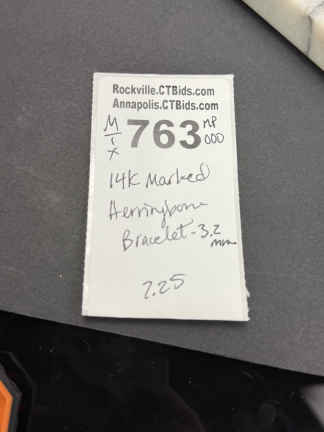 Rockville.CTBids.com
Annapolis.CTBids.com
M
i
x
763
NP
000
14K Marked
Herringbone
Bracelet - 3.2
mm
7.25